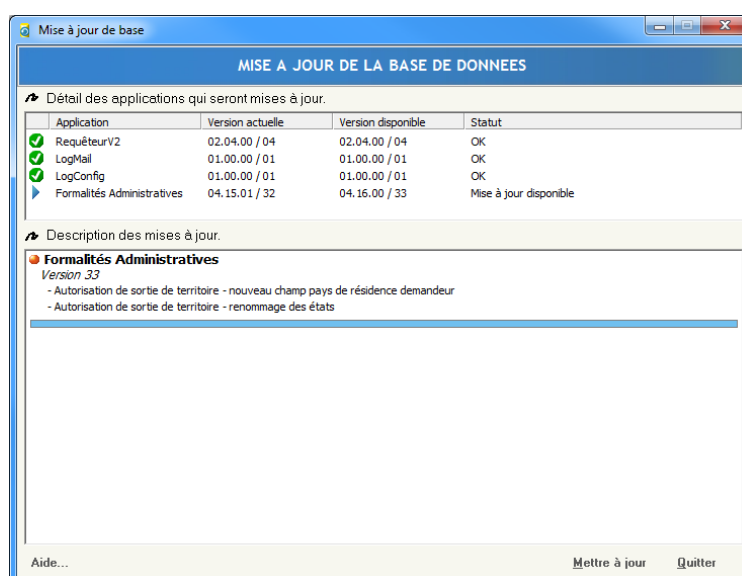 Mise à jour de base
MISE A JOUR DE LA BASE DE DONNEES
Détail des applications qui seront mises à jour.
Application Version actuelle Version disponible Statut
RequêteurV2 02.04.00 / 04 02.04.00 / 04 OK
LogMail 01.00.00 / 01 01.00.00 / 01 OK
LogConfig 01.00.00 / 01 01.00.00 / 01 OK
Formalités Administratives 04.15.01 / 32 04.16.00 / 33 Mise à jour disponible
Description des mises à jour.
Formalités Administratives
Version 33
- Autorisation de sortie de territoire - nouveau champ pays de résidence demandeur
- Autorisation de sortie de territoire - renommage des états
Aide... Mettre à jour Quitter